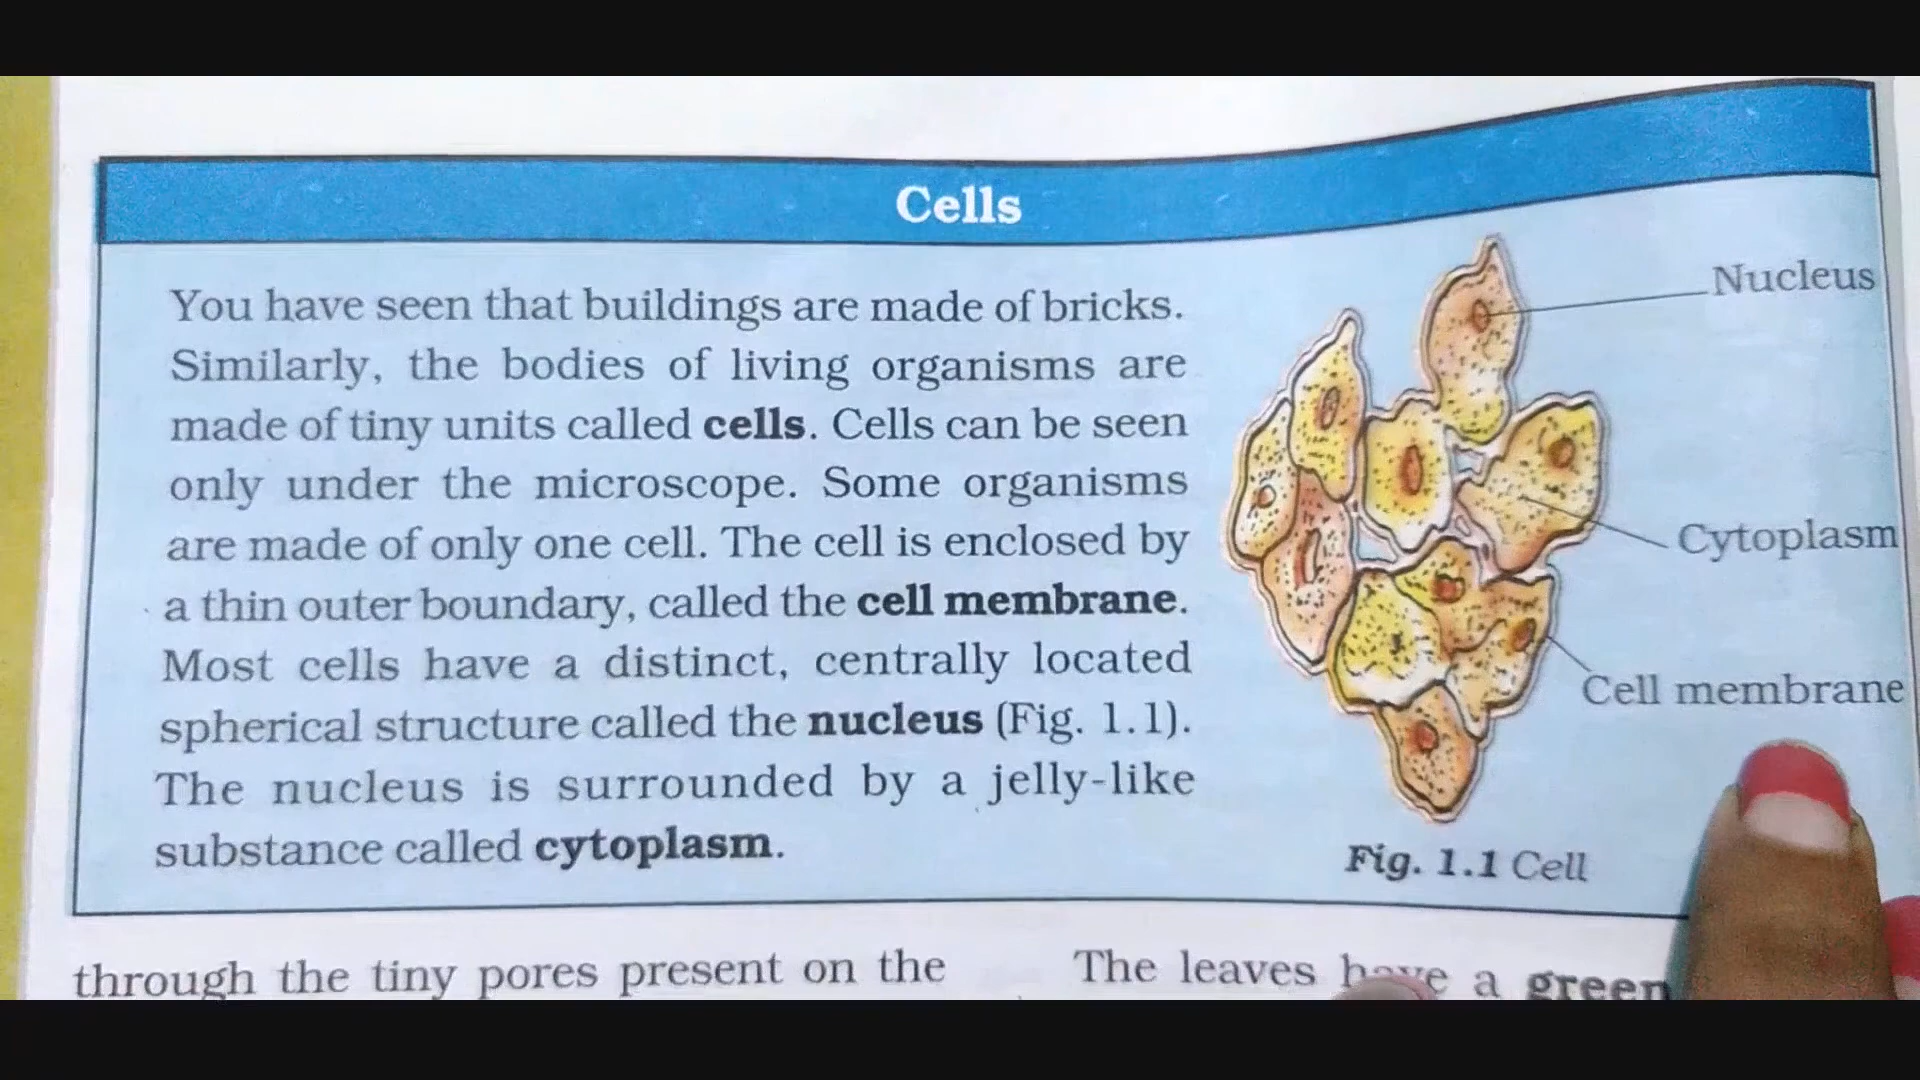 Cells
You have seen that buildings are made of bricks.
Similarly, the bodies of living organisms are
made of tiny units called cells. Cells can be seen
only under the microscope. Some organisms
are made of only one cell. The cell is enclosed by
a thin outer boundary, called the cell membrane.
Most cells have a distinct, centrally located
spherical structure called the nucleus (Fig. 1.1).
The nucleus is surrounded by a jelly-like
substance called cytoplasm.
Nucleus
Cytoplasm
Cell membrane
Fig. 1.1 Cell
through the tiny pores present on the
The leaves have a green